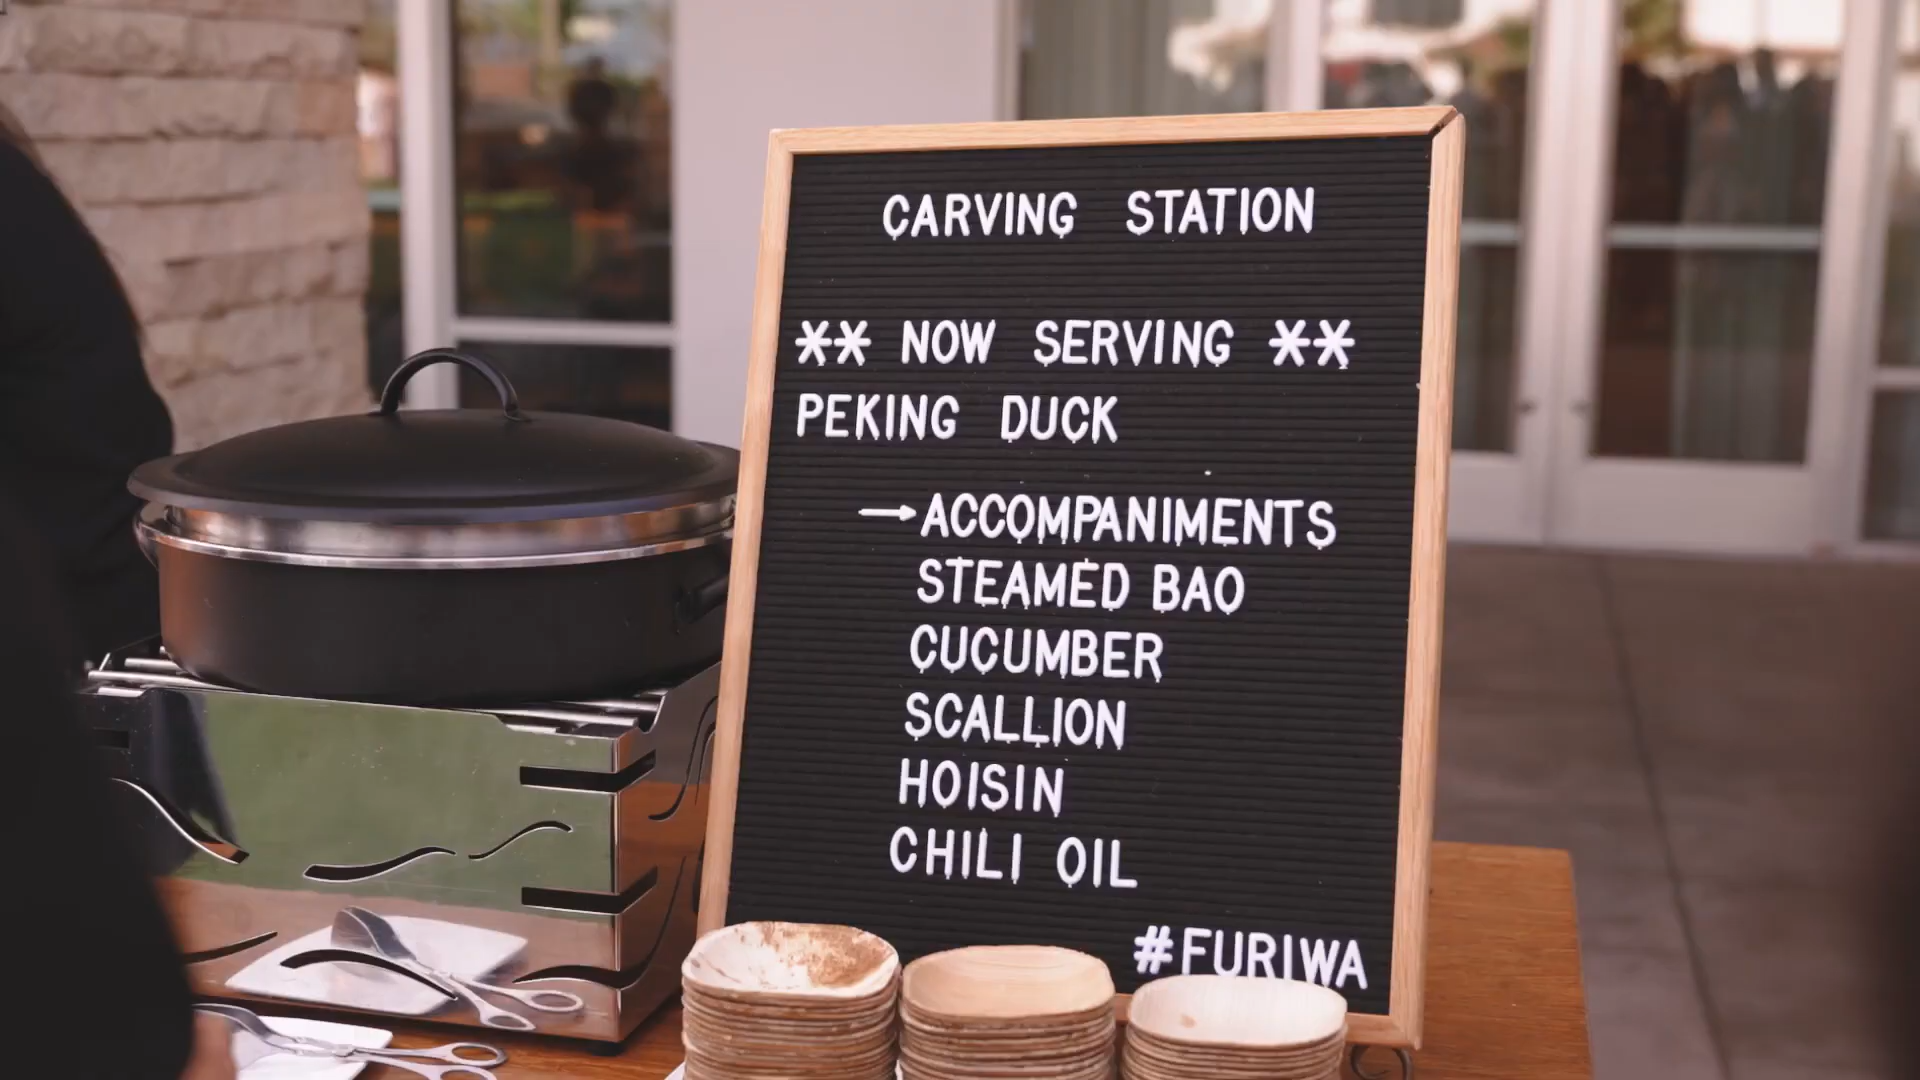 CARVING STATION
** NOW SERVING **
PEKING DUCK
→ACCOMPANIMENTS
STEAMED BAO
CUCUMBER
SCALLION
HOISIN
CHILI OIL
#FURIWA